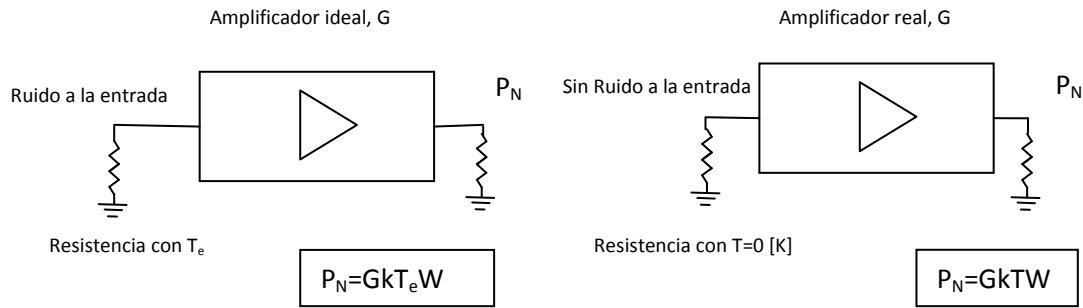 Amplificador ideal, G
Ruido a la entrada
P_N
Resistencia con T_e
P_N=GkT_eW
Amplificador real, G
Sin Ruido a la entrada
P_N
Resistencia con T=0 [K]
P_N=GkTW